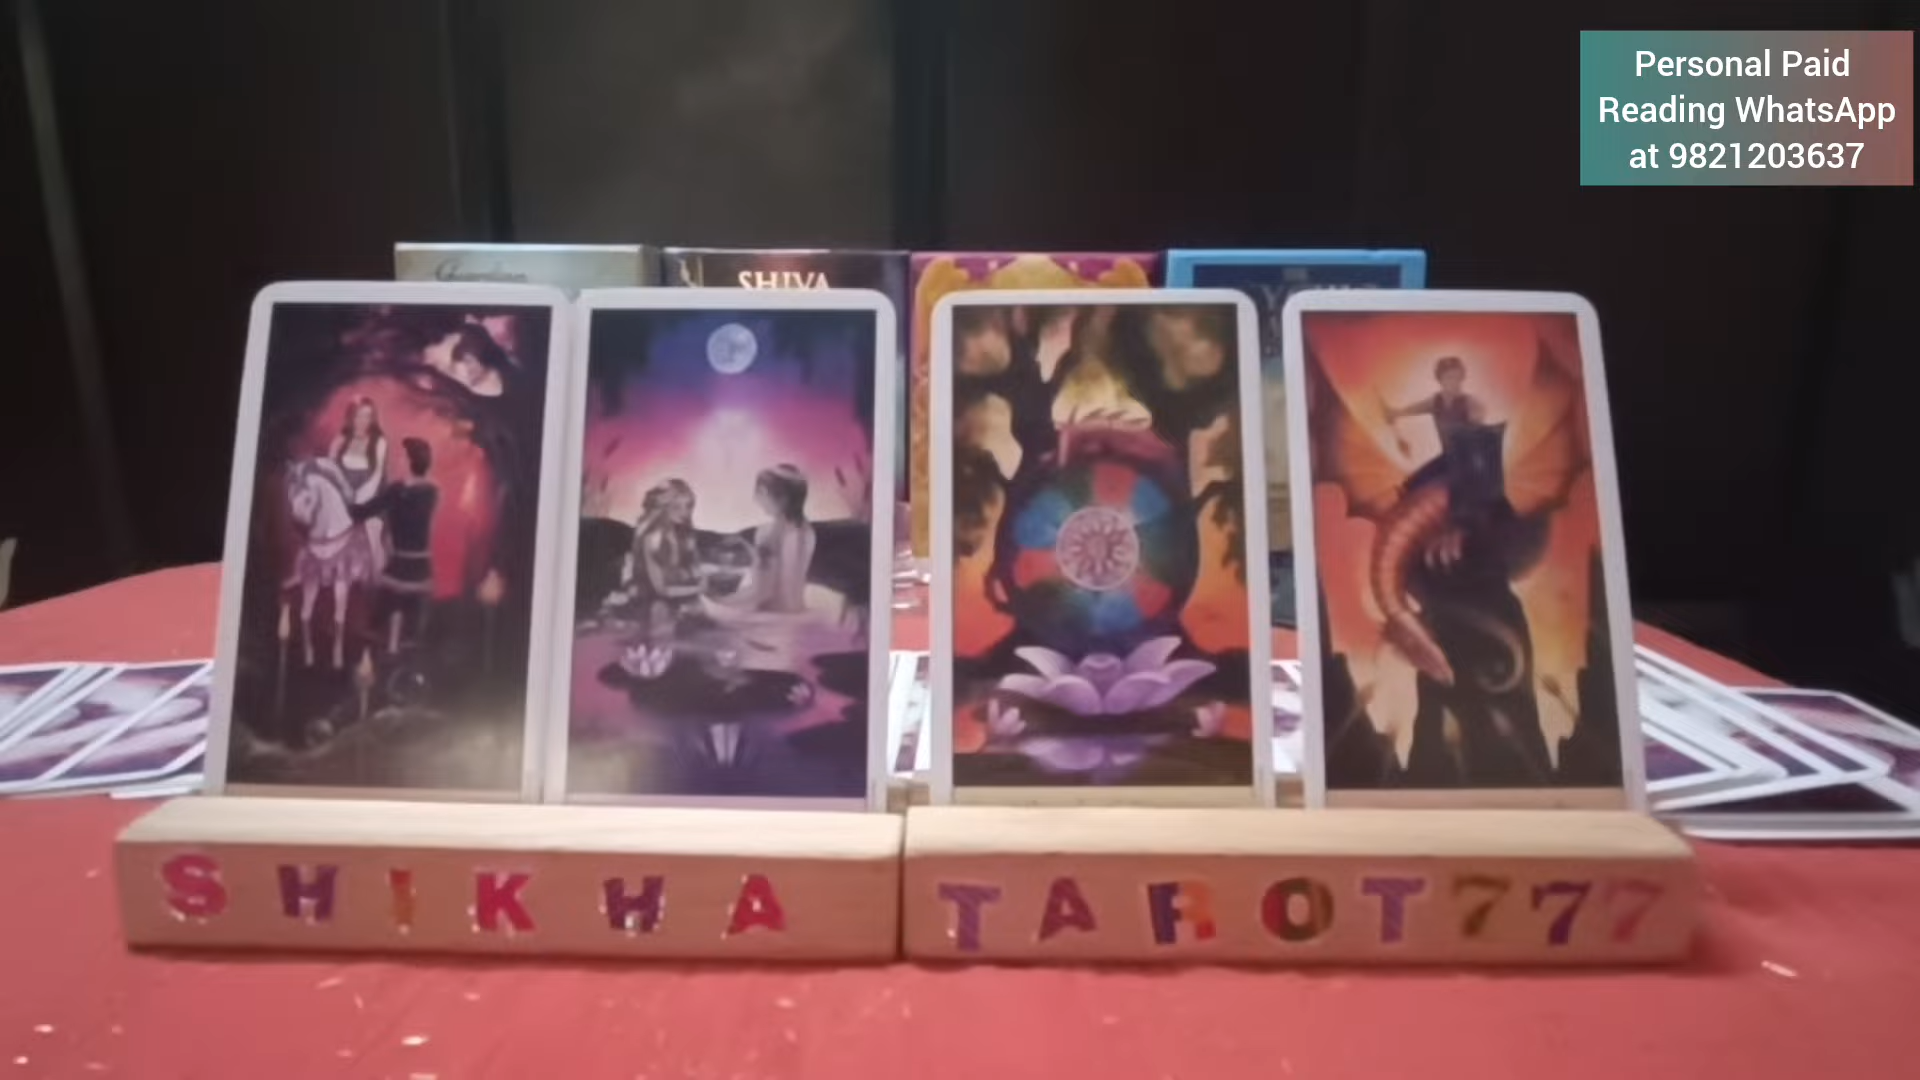 Personal Paid
Reading WhatsApp
at 9821203637
SHIVA
SHIKHA TAROT777